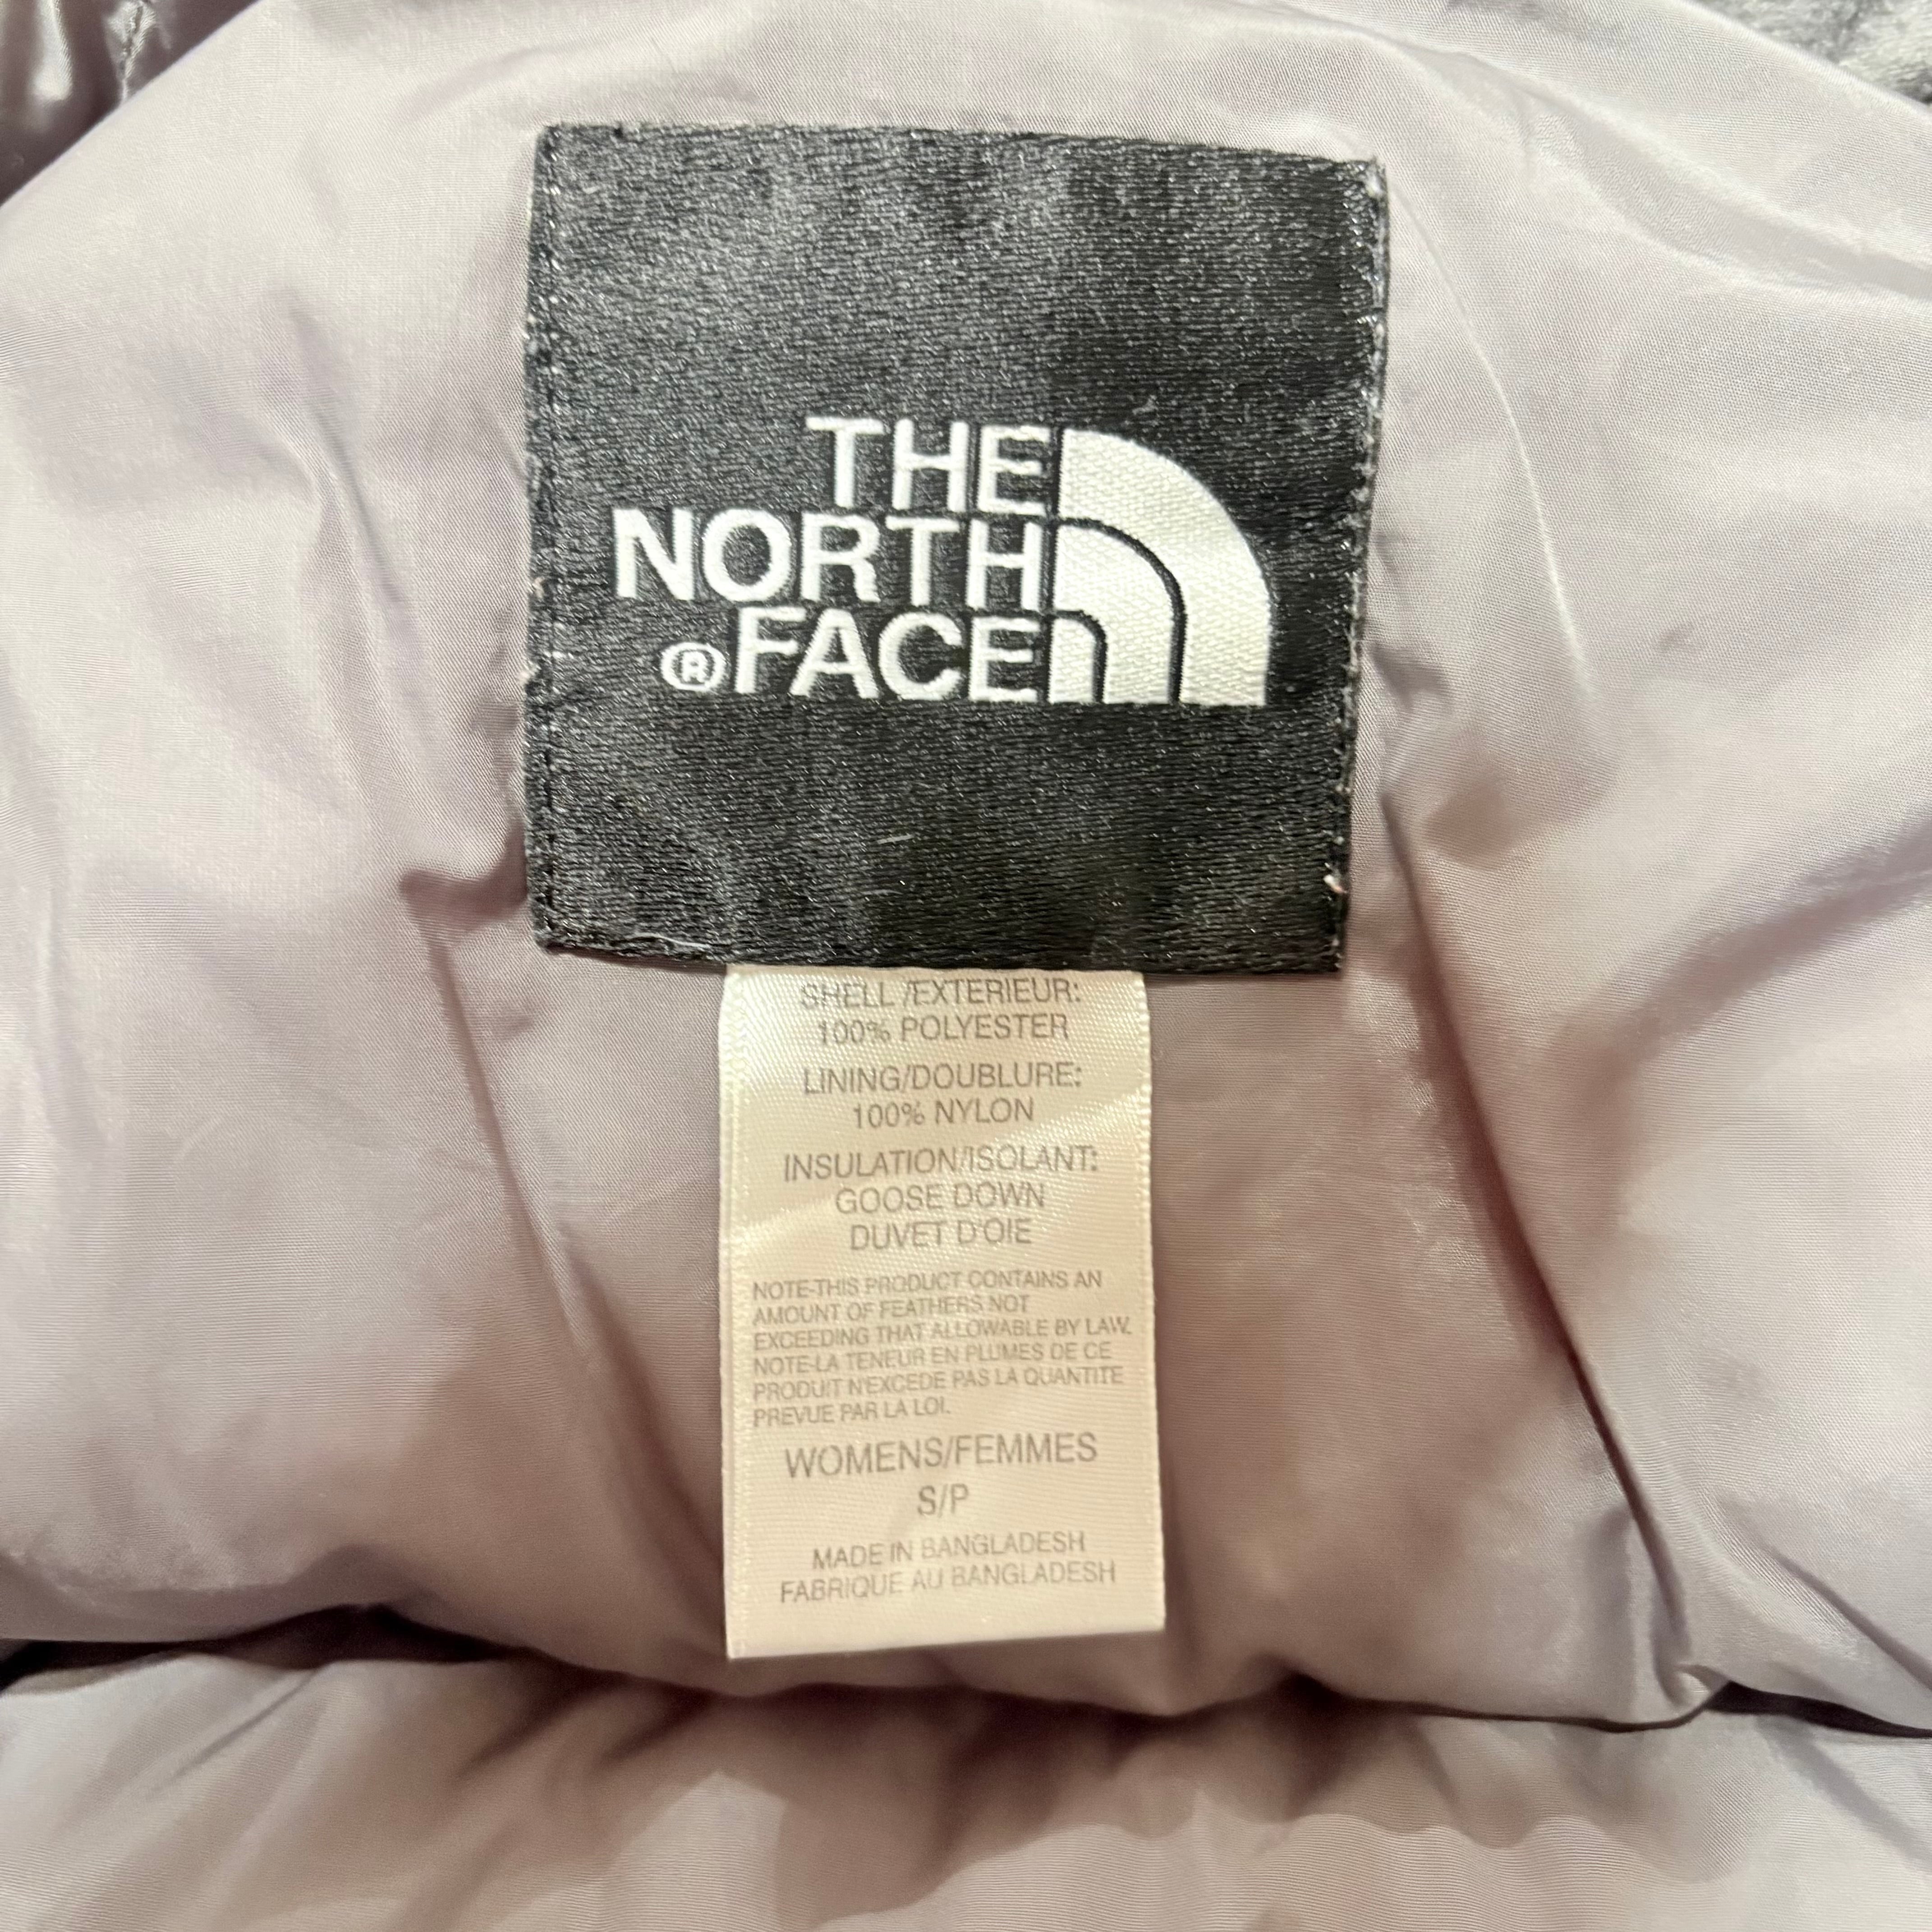 THE
NORTH
®FACE
SHELL /EXTERIEUR:
100% POLYESTER
LINING/DOUBLURE:
100% NYLON
INSULATION/ISOLANT:
GOOSE DOWN
DUVET D'OIE
NOTE-THIS PRODUCT CONTAINS AN
AMOUNT OF FEATHERS NOT
EXCEEDING THAT ALLOWABLE BY LAW.
NOTE-LA TENEUR EN PLUMES DE CE
PRODUIT N'EXCEDE PAS LA QUANTITE
PREVUE PAR LA LOI.
WOMENS/FEMMES
S/P
MADE IN BANGLADESH
FABRIQUE AU BANGLADESH